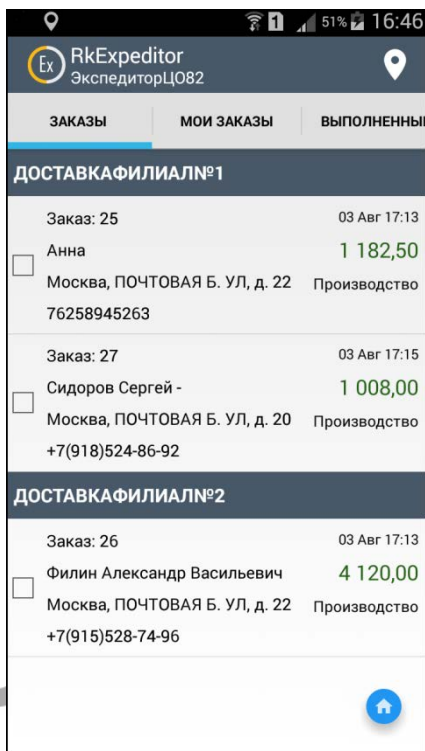 1 51% 16:46
Ex RkExpeditor
ЭкспедиторЦО82
ЗАКАЗЫ МОИ ЗАКАЗЫ ВЫПОЛНЕННЫ
ДОСТАВКАФИЛИАЛ№1
Заказ: 25 03 Авг 17:13
Анна 1 182,50
Москва, ПОЧТОВАЯ Б. УЛ, д. 22 Производство
76258945263
Заказ: 27 03 Авг 17:15
Сидоров Сергей - 1 008,00
Москва, ПОЧТОВАЯ Б. УЛ, д. 20 Производство
+7(918)524-86-92
ДОСТАВКАФИЛИАЛ№2
Заказ: 26 03 Авг 17:13
Филин Александр Васильевич 4 120,00
Москва, ПОЧТОВАЯ Б. УЛ, д. 22 Производство
+7(915)528-74-96